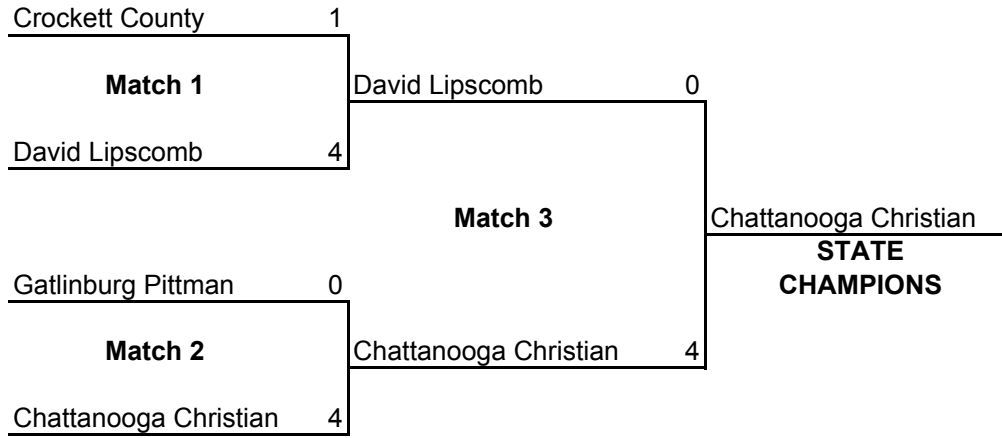 Crockett County 1
Match 1
David Lipscomb 0
David Lipscomb 4
Match 3
Chattanooga Christian
STATE
CHAMPIONS
Gatlinburg Pittman 0
Match 2
Chattanooga Christian 4
Chattanooga Christian 4